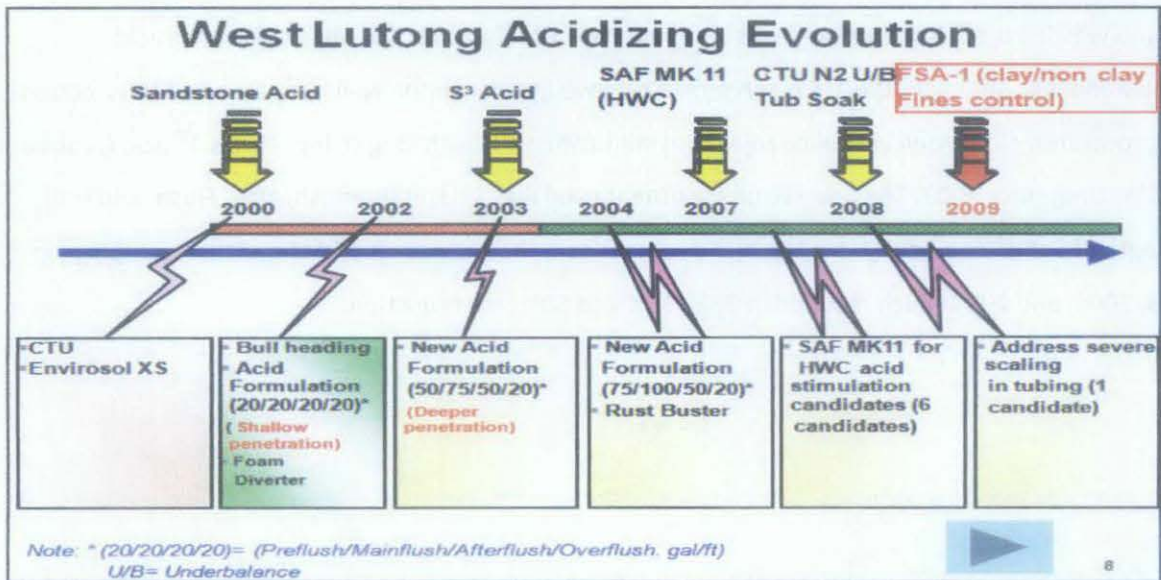 West Lutong Acidizing Evolution
Sandstone Acid
S³ Acid
SAF MK 11
(HWC)
CTU N2 U/B
Tub Soak
FSA-1 (clay/non clay
Fines control)
2000
2002
2003
2004
2007
2008
2009
▪CTU
▪Envirosol XS
▪ Bull heading
▪ Acid
Formulation
(20/20/20/20)*
( Shallow
penetration)
▪ Foam
Diverter
▪ New Acid
Formulation
(50/75/50/20)*
(Deeper
penetration)
▪ New Acid
Formulation
(75/100/50/20)*
▪ Rust Buster
▪ SAF MK11 for
HWC acid
stimulation
candidates (6
candidates)
▪ Address severe
scaling
in tubing (1
candidate)
Note: * (20/20/20/20)= (Preflush/Mainflush/Afterflush/Overflush. gal/ft)
U/B= Underbalance
8